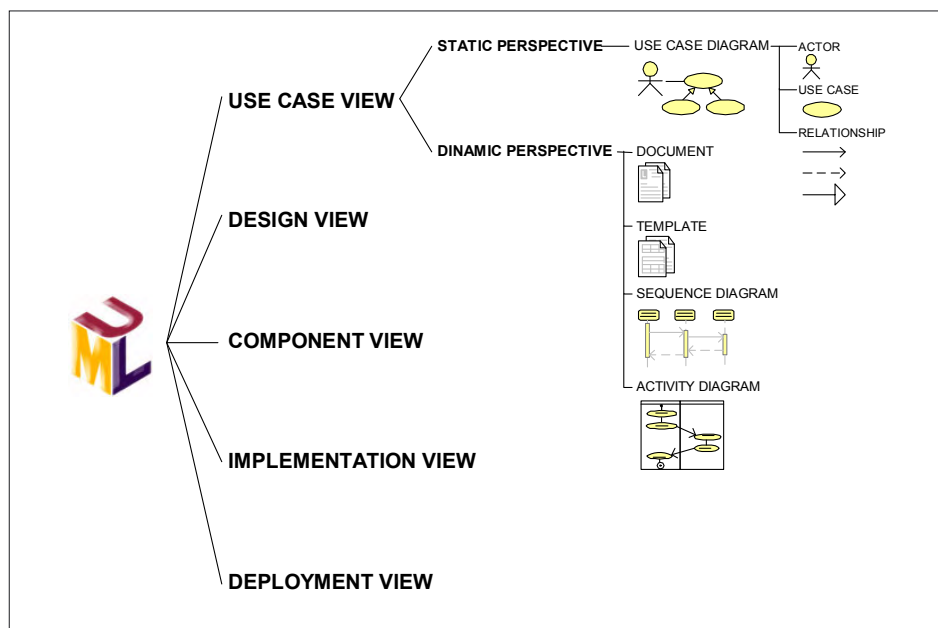 STATIC PERSPECTIVE
USE CASE DIAGRAM
ACTOR
USE CASE
RELATIONSHIP
USE CASE VIEW
DINAMIC PERSPECTIVE
DOCUMENT
TEMPLATE
SEQUENCE DIAGRAM
ACTIVITY DIAGRAM
DESIGN VIEW
UML
COMPONENT VIEW
IMPLEMENTATION VIEW
DEPLOYMENT VIEW